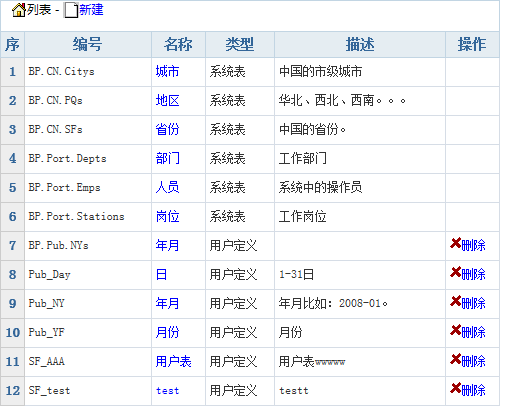 列表 - 新建
序 编号 名称 类型 描述 操作
1 BP.CN.Citys 城市 系统表 中国的市级城市
2 BP.CN.PQs 地区 系统表 华北、西北、西南。。。
3 BP.CN.SFs 省份 系统表 中国的省份。
4 BP.Port.Depts 部门 系统表 工作部门
5 BP.Port.Emps 人员 系统表 系统中的操作员
6 BP.Port.Stations 岗位 系统表 工作岗位
7 BP.Pub.NYs 年月 用户定义 删除
8 Pub_Day 日 用户定义 1-31日 删除
9 Pub_NY 年月 用户定义 年月比如: 2008-01。 删除
10 Pub_YF 月份 用户定义 月份 删除
11 SF_AAA 用户表 用户定义 用户表wwwww 删除
12 SF_test test 用户定义 testt 删除